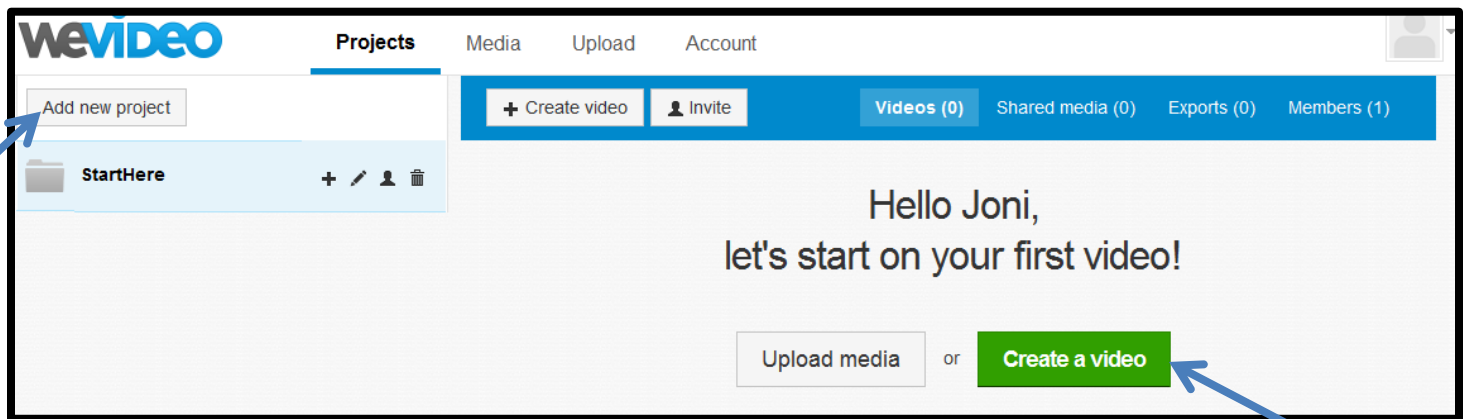 WeVideo Projects Media Upload Account
Add new project + Create video Invite Videos (0) Shared media (0) Exports (0) Members (1)
StartHere
Hello Joni,
let's start on your first video!
Upload media or Create a video